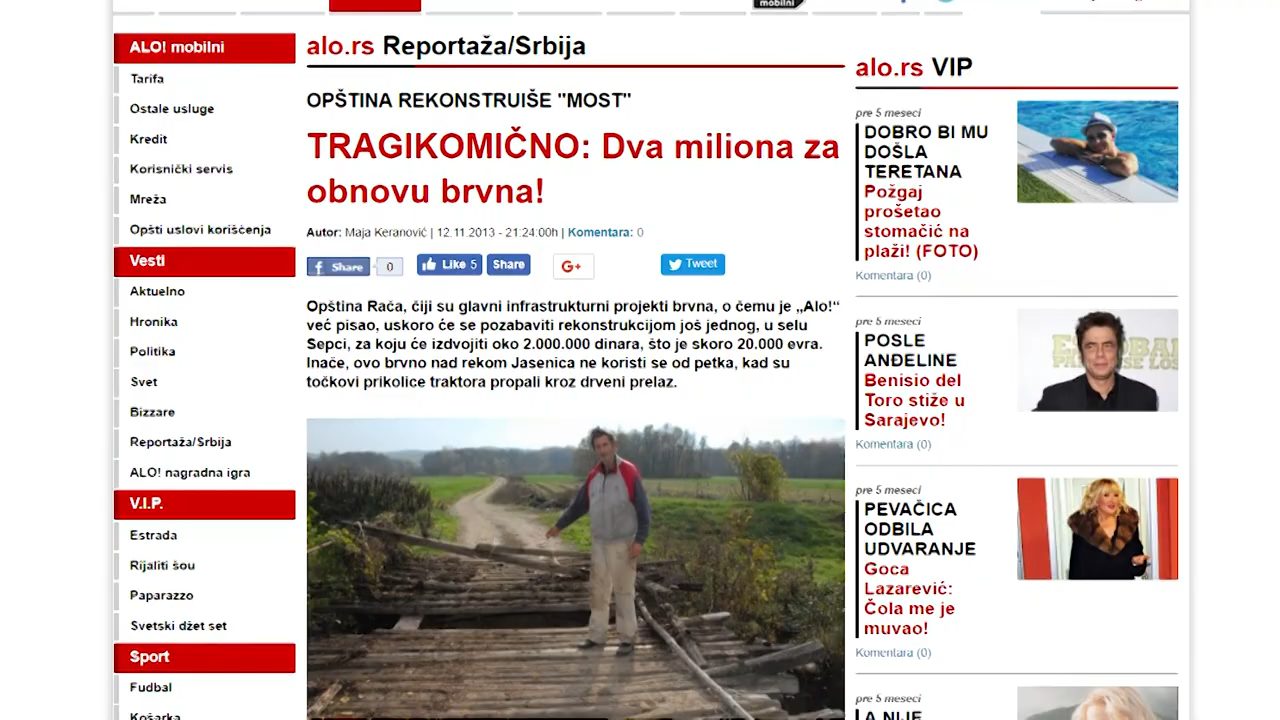 mobilni
ALO! mobilni
Tarifa
Ostale usluge
Kredit
Korisnički servis
Mreža
Opšti uslovi korišćenja
Vesti
Aktuelno
Hronika
Politika
Svet
Bizzare
Reportaža/Srbija
ALO! nagradna igra
V.I.P.
Estrada
Rijaliti šou
Paparazzo
Svetski džet set
Sport
Fudbal
Košarka
alo.rs Reportaža/Srbija
OPŠTINA REKONSTRUIŠE "MOST"
TRAGIKOMIČNO: Dva miliona za
obnovu brvna!
Autor: Maja Keranović | 12.11.2013 - 21:24:00h | Komentara: 0
Share 0 Like 5 Share G+ Tweet
Opština Rača, čiji su glavni infrastrukturni projekti brvna, o čemu je „Alo!“
već pisao, uskoro će se pozabaviti rekonstrukcijom još jednog, u selu
Sepci, za koju će izdvojiti oko 2.000.000 dinara, što je skoro 20.000 evra.
Inače, ovo brvno nad rekom Jasenica ne koristi se od petka, kad su
točkovi prikolice traktora propali kroz drveni prelaz.
alo.rs VIP
pre 5 meseci
DOBRO BI MU
DOŠLA
TERETANA
Požgaj
prošetao
stomačić na
plaži! (FOTO)
Komentara (0)
pre 5 meseci
POSLE
ANĐELINE
Benisio del
Toro stiže u
Sarajevo!
Komentara (0)
pre 5 meseci
PEVAČICA
ODBILA
UDVARANJE
Goca
Lazarević:
Čola me je
muvao!
Komentara (0)
pre 5 meseci
A NIJE